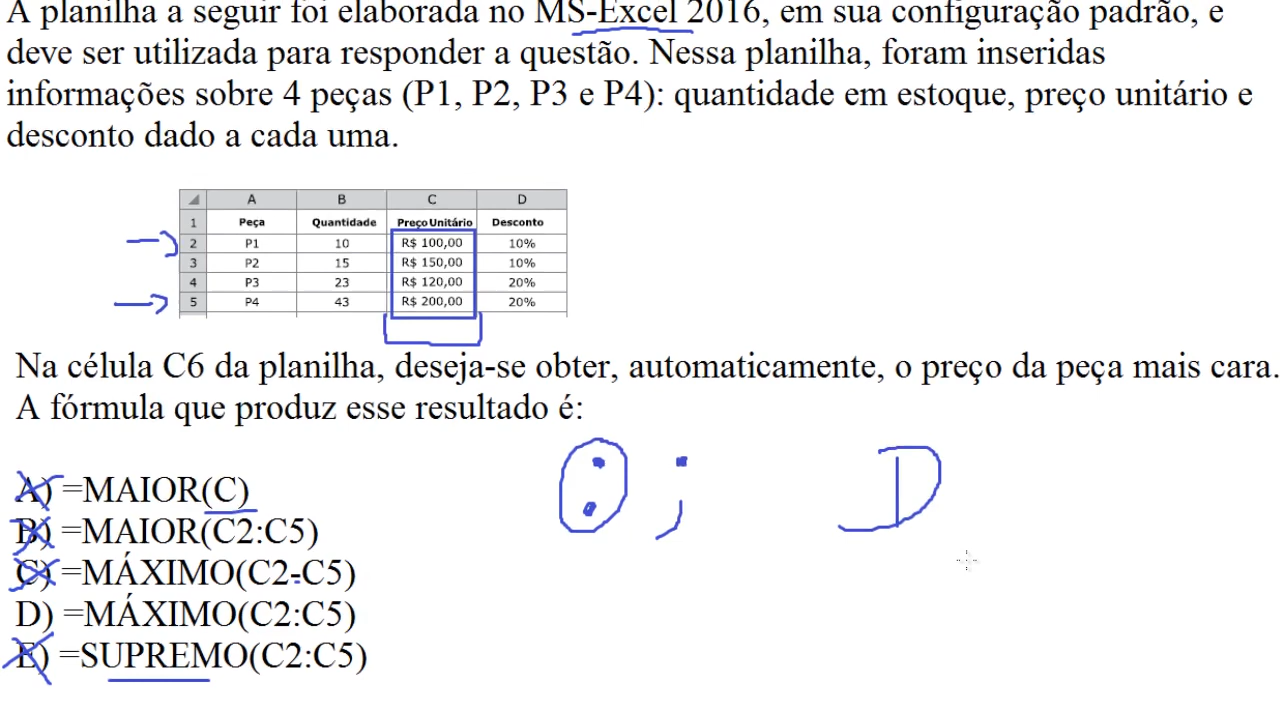 A planilha a seguir foi elaborada no MS-Excel 2016, em sua configuração padrão, e
deve ser utilizada para responder a questão. Nessa planilha, foram inseridas
informações sobre 4 peças (P1, P2, P3 e P4): quantidade em estoque, preço unitário e
desconto dado a cada uma.
A B C D
1 Peça Quantidade Preço Unitário Desconto
2 P1 10 R$ 100,00 10%
3 P2 15 R$ 150,00 10%
4 P3 23 R$ 120,00 20%
5 P4 43 R$ 200,00 20%
Na célula C6 da planilha, deseja-se obter, automaticamente, o preço da peça mais cara.
A fórmula que produz esse resultado é:
: ; D
A) =MAIOR(C)
B) =MAIOR(C2:C5)
C) =MÁXIMO(C2-C5)
D) =MÁXIMO(C2:C5)
E) =SUPREMO(C2:C5)